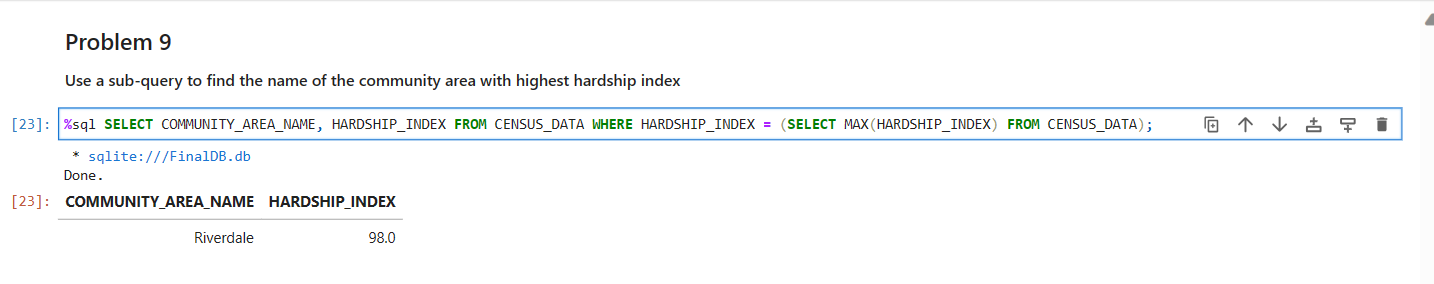 Problem 9
Use a sub-query to find the name of the community area with highest hardship index
[23]: %sql SELECT COMMUNITY_AREA_NAME, HARDSHIP_INDEX FROM CENSUS_DATA WHERE HARDSHIP_INDEX = (SELECT MAX(HARDSHIP_INDEX) FROM CENSUS_DATA);
* sqlite:///FinalDB.db
Done.
[23]: COMMUNITY_AREA_NAME HARDSHIP_INDEX
Riverdale 98.0